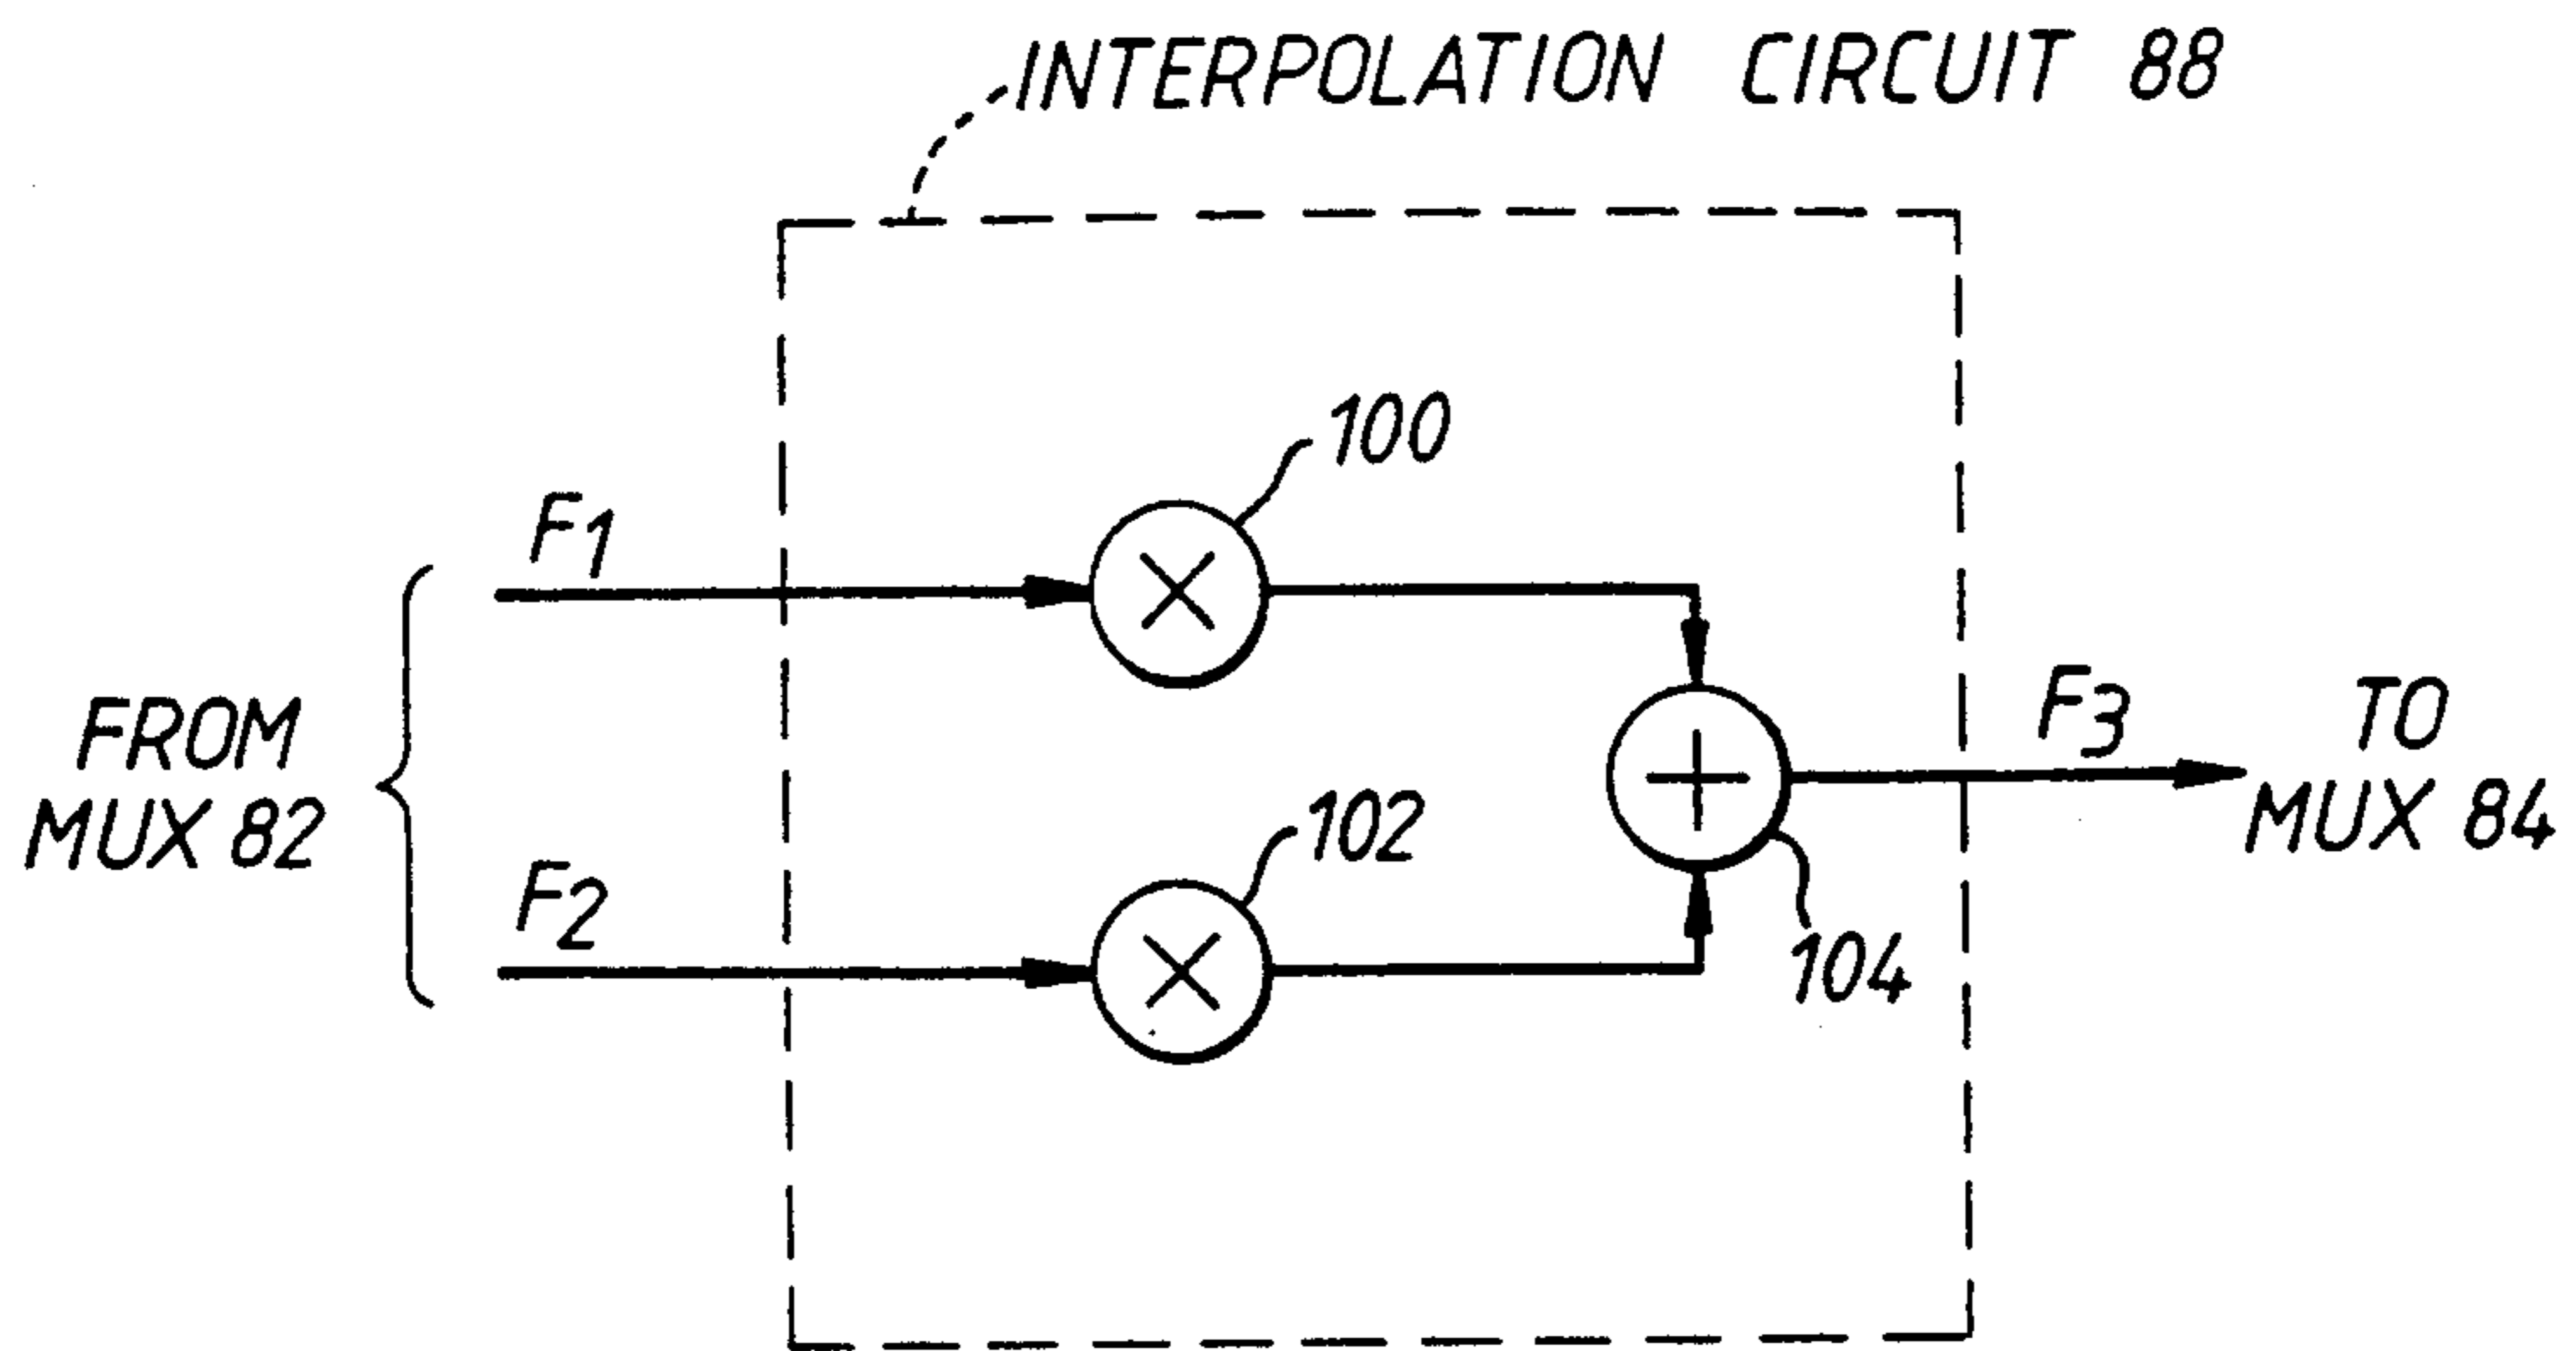 INTERPOLATION CIRCUIT 88
100
F1
FROM
MUX 82
F2
102
104
F3
TO
MUX 84